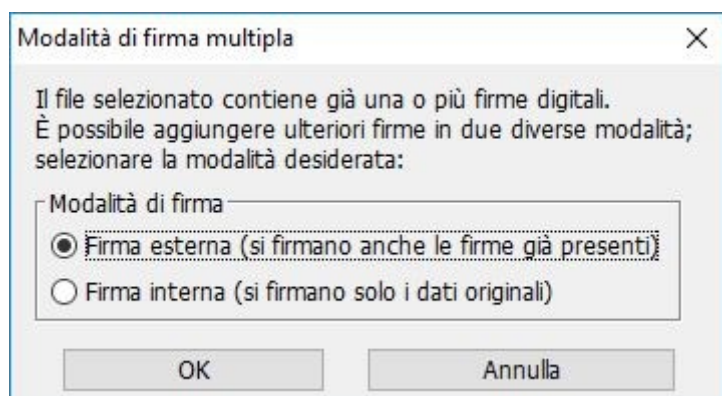 Modalità di firma multipla
Il file selezionato contiene già una o più firme digitali.
È possibile aggiungere ulteriori firme in due diverse modalità;
selezionare la modalità desiderata:
Modalità di firma
Firma esterna (si firmano anche le firme già presenti)
Firma interna (si firmano solo i dati originali)
OK
Annulla